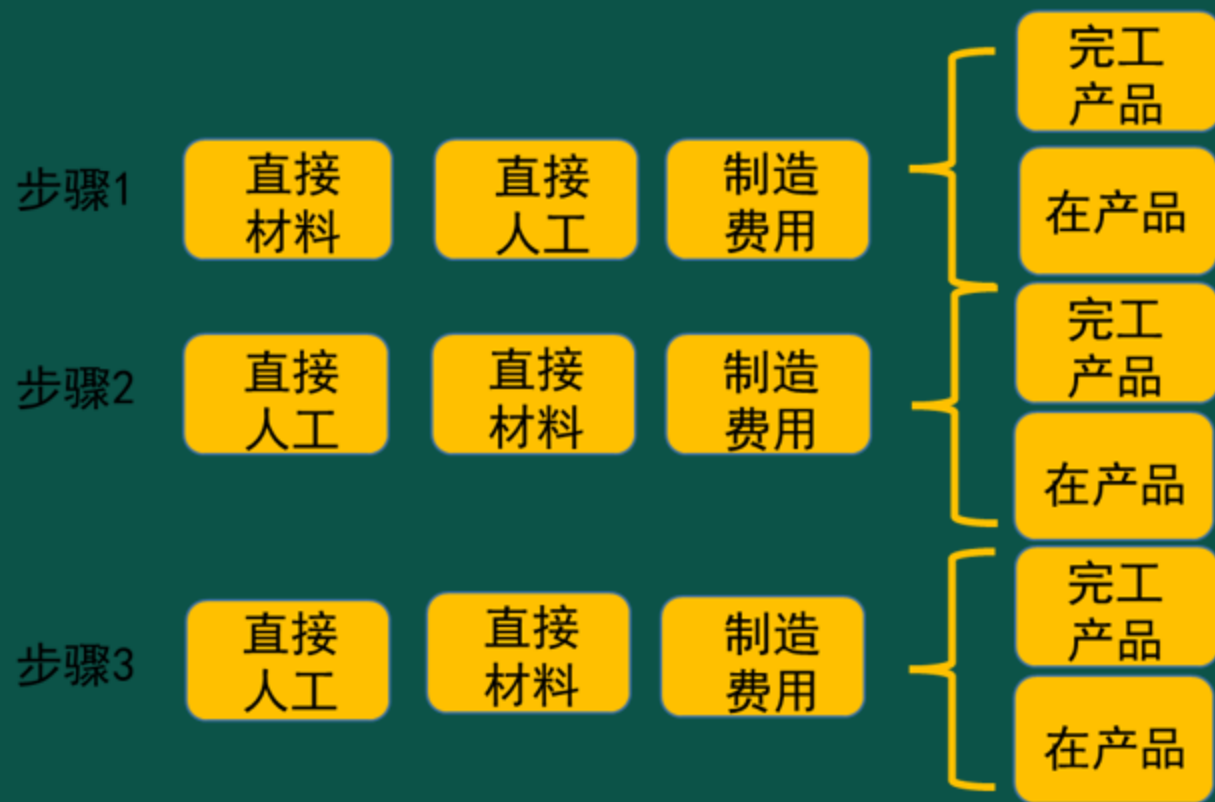 完工
产品
步骤1
直接
材料
直接
人工
制造
费用
在产品
步骤2
直接
人工
直接
材料
制造
费用
完工
产品
在产品
步骤3
直接
人工
直接
材料
制造
费用
完工
产品
在产品